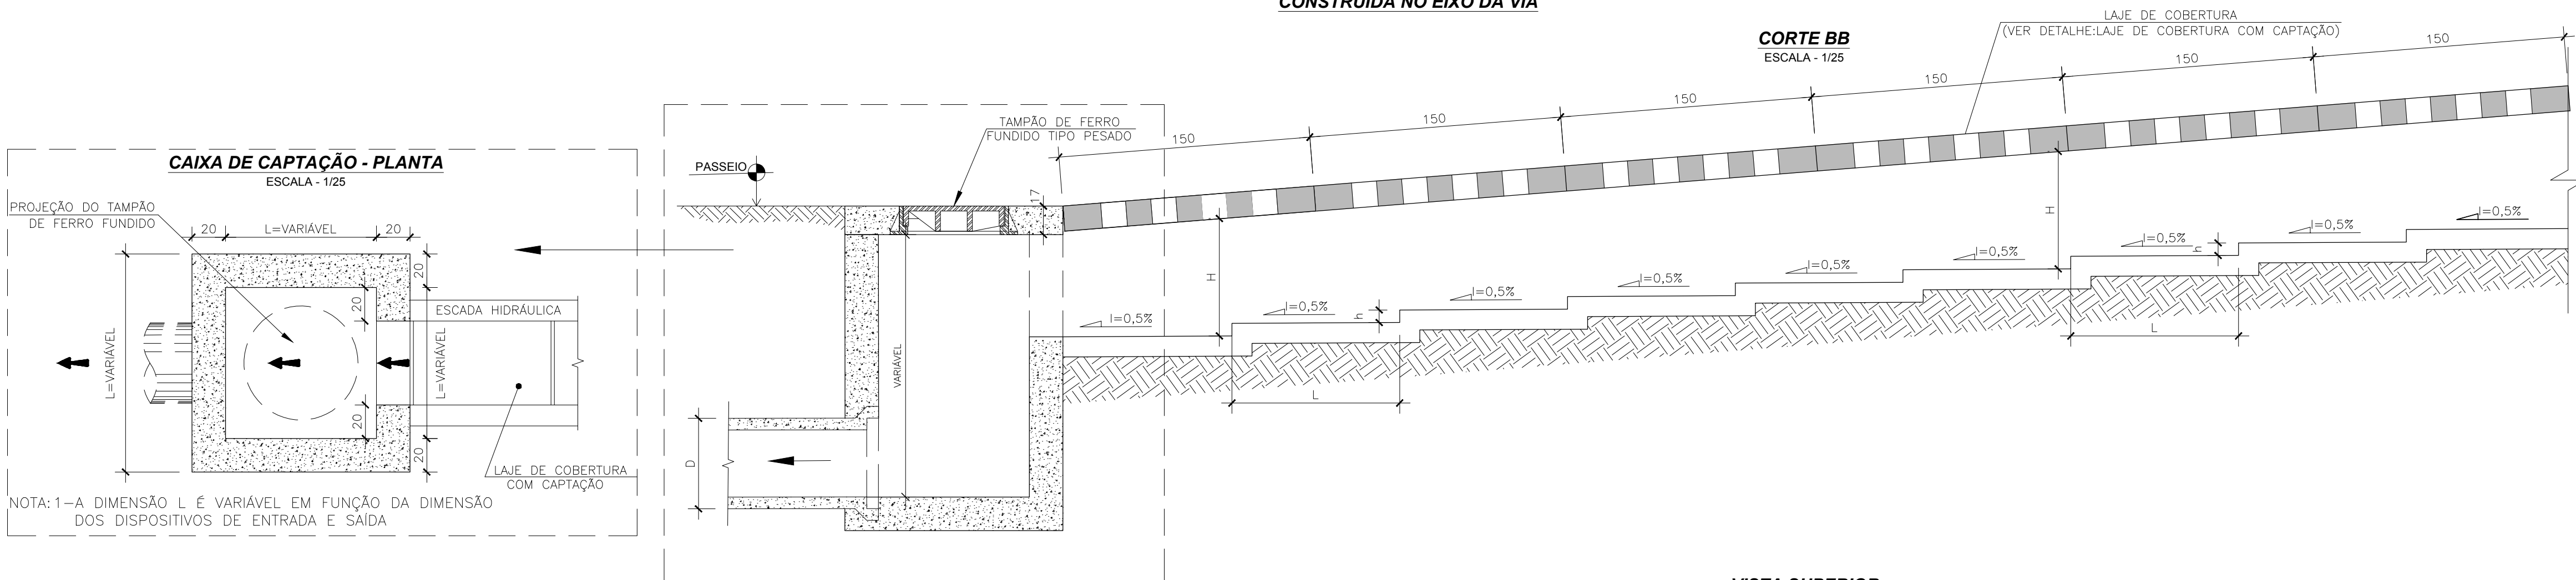 CONSTRUÍDA NO EIXO DA VIA
CORTE BB
ESCALA - 1/25
LAJE DE COBERTURA
(VER DETALHE:LAJE DE COBERTURA COM CAPTAÇÃO)
150
150
150
150
150
150
CAIXA DE CAPTAÇÃO - PLANTA
ESCALA - 1/25
PROJEÇÃO DO TAMPÃO
DE FERRO FUNDIDO
20
L=VARIÁVEL
20
L=VARIÁVEL
20
20
ESCADA HIDRÁULICA
L=VARIÁVEL
20
20
LAJE DE COBERTURA
COM CAPTAÇÃO
NOTA: 1-A DIMENSÃO L É VARIÁVEL EM FUNÇÃO DA DIMENSÃO
DOS DISPOSITIVOS DE ENTRADA E SAÍDA
TAMPÃO DE FERRO
FUNDIDO TIPO PESADO
PASSEIO
17
VARIÁVEL
D
H
I=0,5%
I=0,5%
h
I=0,5%
I=0,5%
I=0,5%
I=0,5%
H
I=0,5%
h
I=0,5%
I=0,5%
L
L
VISTA SUPERIOR